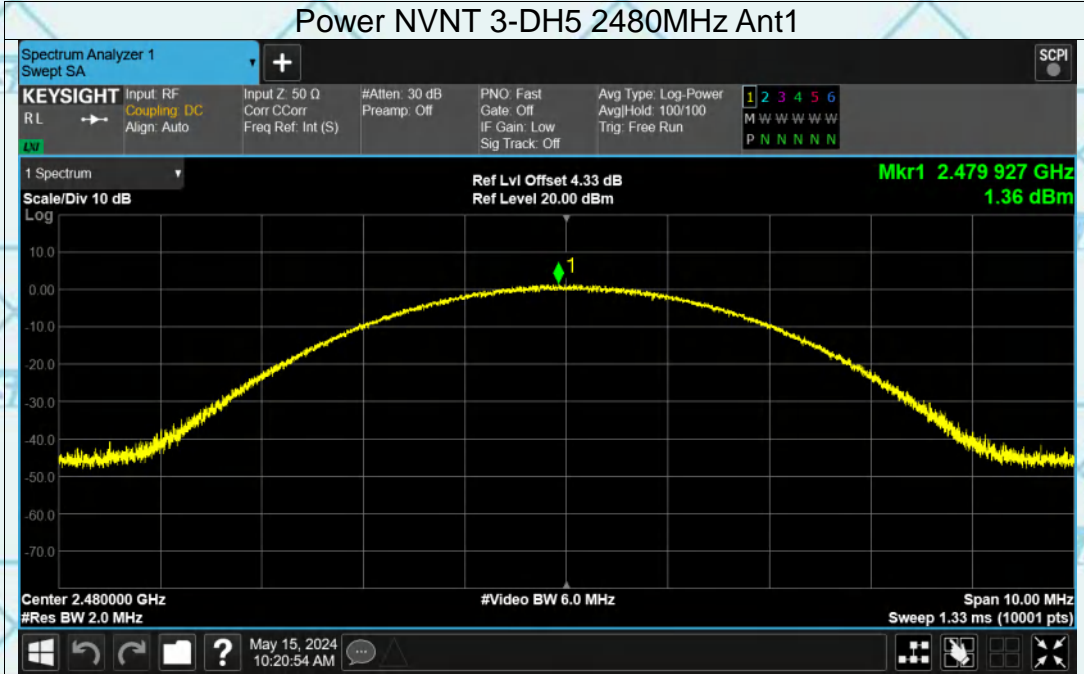 Power NVNT 3-DH5 2480MHz Ant1
Spectrum Analyzer 1
Swept SA
+
SCPI
KEYSIGHT
RL
LXI
Input: RF
Coupling: DC
Align: Auto
Input Z: 50 Ω
Corr CCorr
Freq Ref: Int (S)
#Atten: 30 dB
Preamp: Off
PNO: Fast
Gate: Off
IF Gain: Low
Sig Track: Off
Avg Type: Log-Power
Avg|Hold: 100/100
Trig: Free Run
1 2 3 4 5 6
M W W W W W
P N N N N N
1 Spectrum
Scale/Div 10 dB
Ref Lvl Offset 4.33 dB
Ref Level 20.00 dBm
Mkr1 2.479 927 GHz
1.36 dBm
Log
10.0
0.00
-10.0
-20.0
-30.0
-40.0
-50.0
-60.0
-70.0
1
Center 2.480000 GHz
#Res BW 2.0 MHz
#Video BW 6.0 MHz
Span 10.00 MHz
Sweep 1.33 ms (10001 pts)
?
May 15, 2024
10:20:54 AM